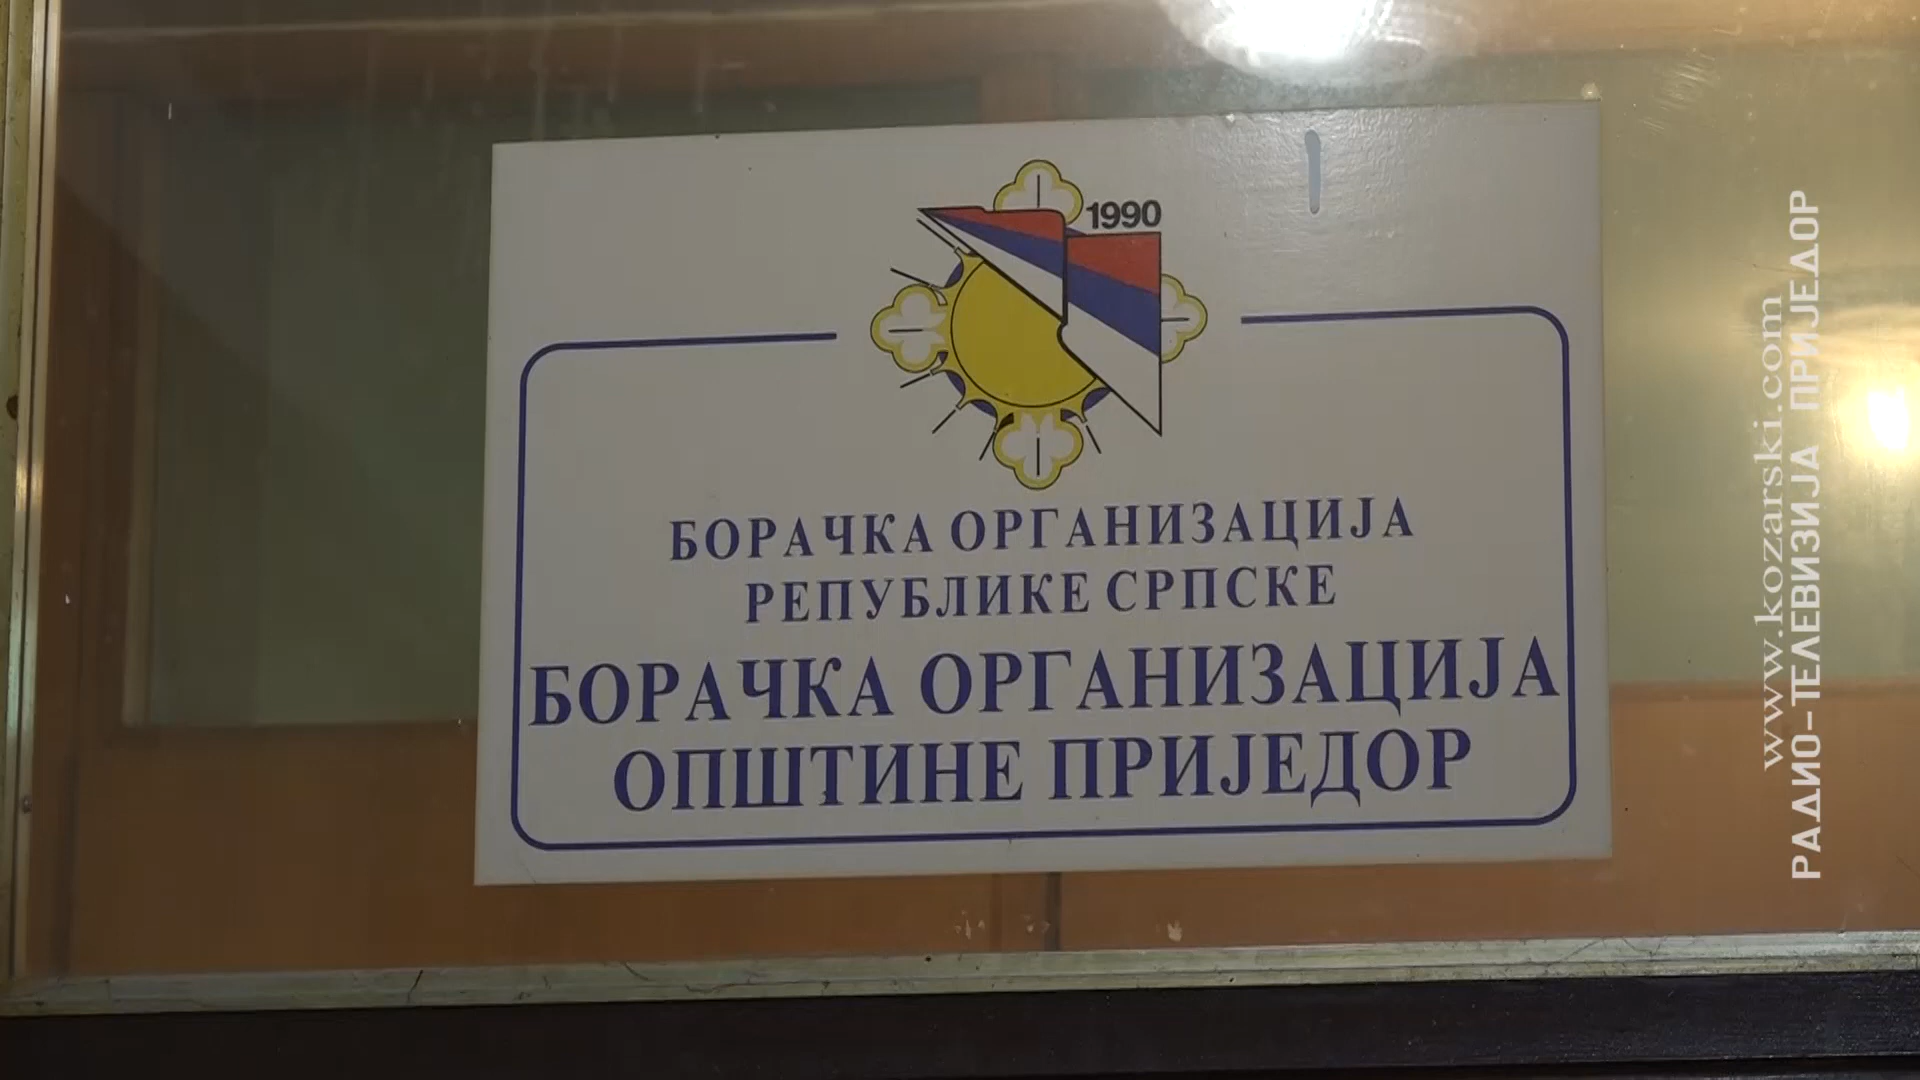 1990
БОРАЧКА ОРГАНИЗАЦИЈА
РЕПУБЛИКЕ СРПСКЕ
БОРАЧКА ОРГАНИЗАЦИЈА
ОПШТИНЕ ПРИЈЕДОР
www.kozarski.com
РАДИО-ТЕЛЕВИЗИЈА ПРИЈЕДОР